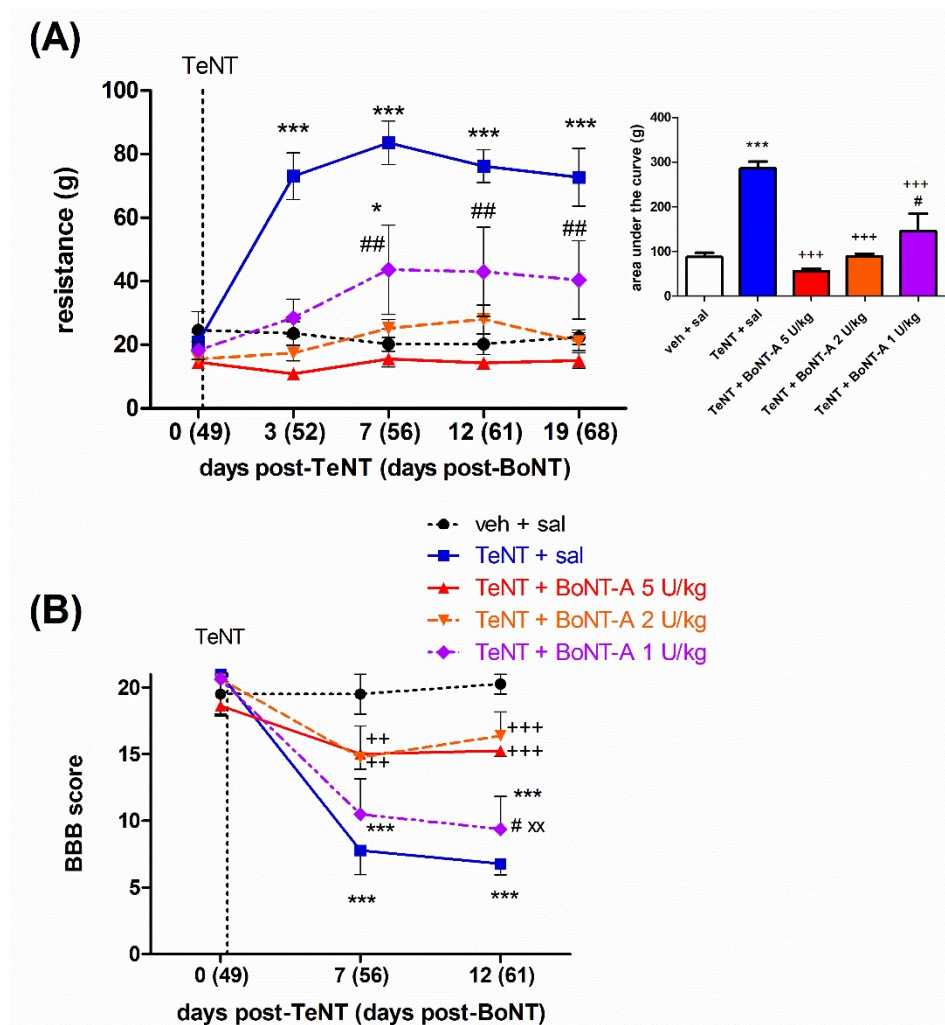 (A)
TeNT
100
80
60
40
20
0
resistance (g)
***
***
***
***
*
##
##
##
0 (49)
3 (52)
7 (56)
12 (61)
19 (68)
days post-TeNT (days post-BoNT)
400
300
200
100
0
area under the curve (g)
***
+++
+++
+++
#
veh + sal
TeNT + sal
TeNT + BoNT-A 5 U/kg
TeNT + BoNT-A 2 U/kg
TeNT + BoNT-A 1 U/kg
veh + sal
TeNT + sal
TeNT + BoNT-A 5 U/kg
TeNT + BoNT-A 2 U/kg
TeNT + BoNT-A 1 U/kg
(B)
TeNT
20
15
10
5
0
BBB score
++
++
+++
+++
***
***
# xx
***
***
0 (49)
7 (56)
12 (61)
days post-TeNT (days post-BoNT)